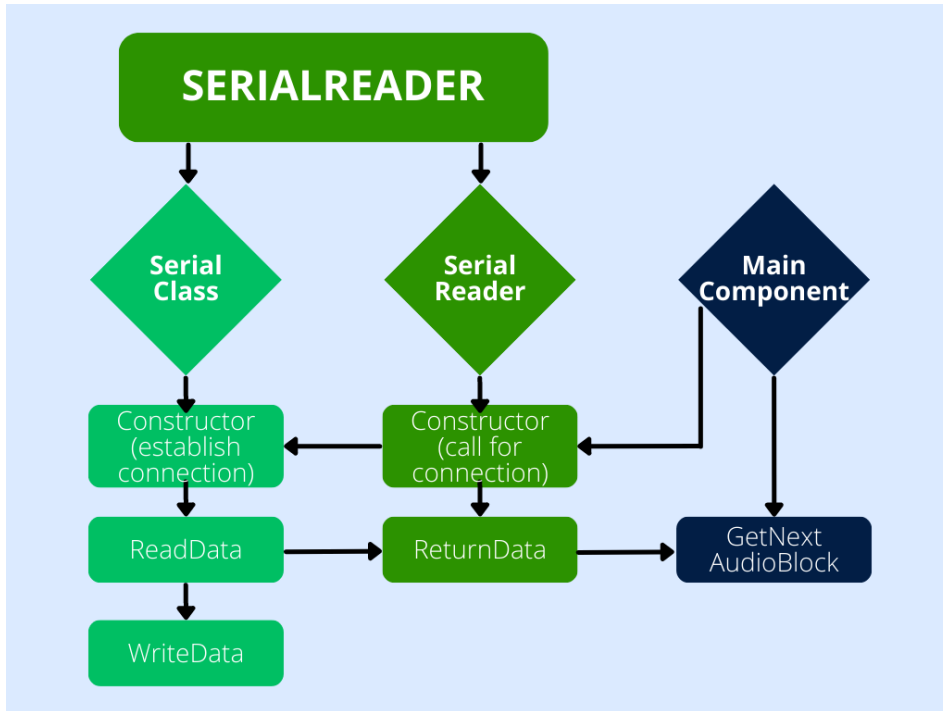 SERIALREADER
Serial
Class
Serial
Reader
Main
Component
Constructor
(establish
connection)
Constructor
(call for
connection)
ReadData
ReturnData
GetNext
AudioBlock
WriteData